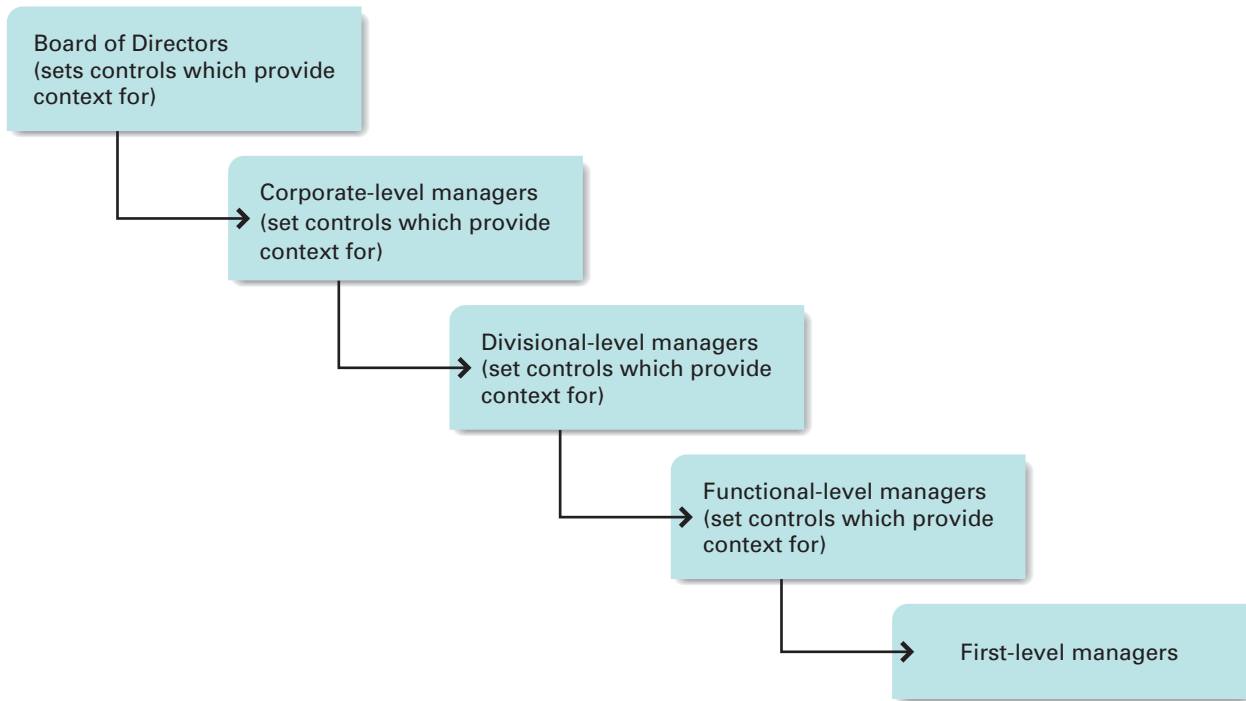 Board of Directors
(sets controls which provide
context for)
Corporate-level managers
(set controls which provide
context for)
Divisional-level managers
(set controls which provide
context for)
Functional-level managers
(set controls which provide
context for)
First-level managers